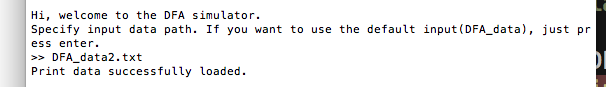 Hi, welcome to the DFA simulator.
Specify input data path. If you want to use the default input(DFA_data), just pr
ess enter.
>> DFA_data2.txt
Print data successfully loaded.